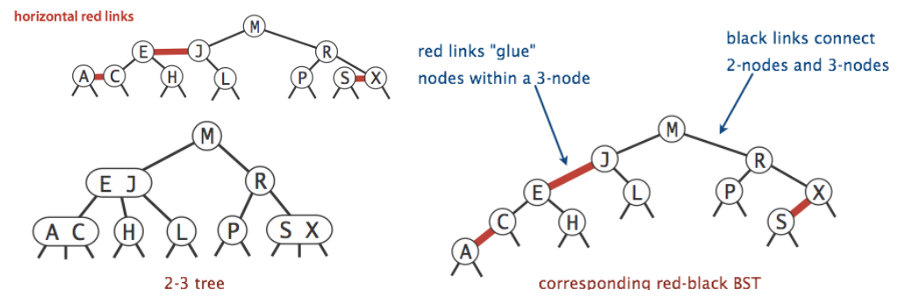 horizontal red links
M
E J R
A C H L P S X
M
E J R
A C H L P S X
2-3 tree
red links "glue"
nodes within a 3-node
black links connect
2-nodes and 3-nodes
M
J R
E L P X
C H S
A
corresponding red-black BST